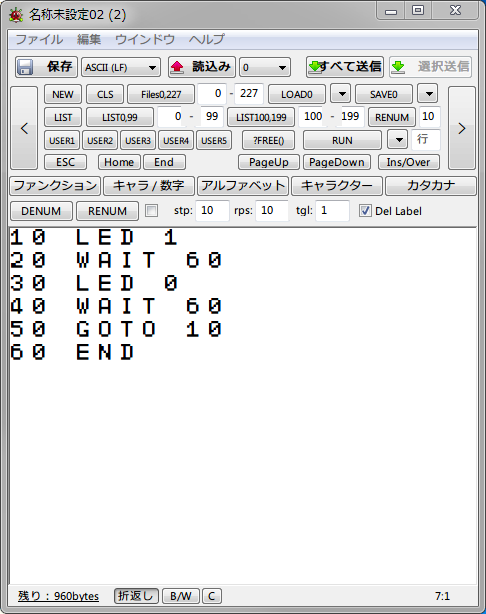 名称未設定02 (2)
ファイル 編集 ウインドウ ヘルプ
保存 ASCII (LF) 読込み 0 すべて送信 選択送信
NEW CLS Files0,227 0 - 227 LOAD0 SAVE0
LIST LIST0,99 0 - 99 LIST100,199 100 - 199 RENUM 10
USER1 USER2 USER3 USER4 USER5 ?FREE() RUN 行
ESC Home End PageUp PageDown Ins/Over
< >
ファンクション キャラ / 数字 アルファベット キャラクター カタカナ
DENUM RENUM stp: 10 rps: 10 tgl: 1 Del Label
10 LED 1
20 WAIT 60
30 LED 0
40 WAIT 60
50 GOTO 10
60 END
残り : 960bytes 折返し B/W C 7:1